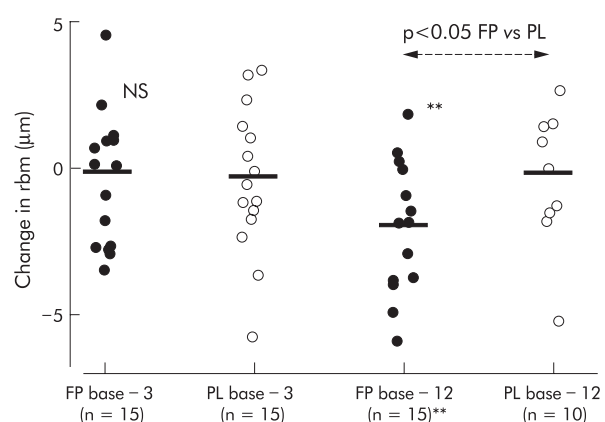 5
p<0.05 FP vs PL
NS
**
Change in rbm (μm)
0
−5
FP base – 3
(n = 15)
PL base – 3
(n = 15)
FP base – 12
(n = 15)**
PL base – 12
(n = 10)